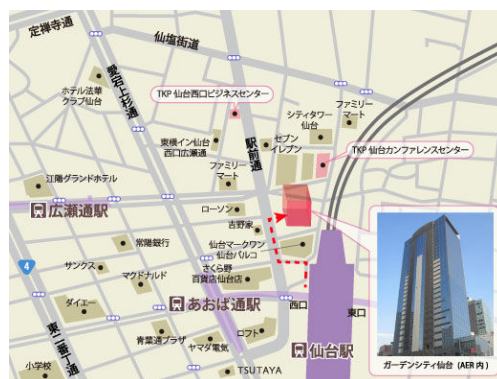 定禅寺通
仙塩街道
愛宕上杉通
ホテル法華
クラブ仙台
TKP 仙台西口ビジネスセンター
駅前通
シティタワー
仙台
ファミリー
マート
東横イン仙台
西口広瀬通
セブン
イレブン
TKP 仙台カンファレンスセンター
ファミリー
マート
江陽グランドホテル
広瀬通駅
ローソン
吉野家
常陽銀行
仙台マークワン
仙台パルコ
サンクス
さくら野
百貨店仙台店
マクドナルド
4
ダイエー
あおば通駅
西口
東口
東二番丁通
青葉通プラザ
ヤマダ電気
ロフト
仙台駅
小学校
TSUTAYA
ガーデンシティ仙台 (AER 内)